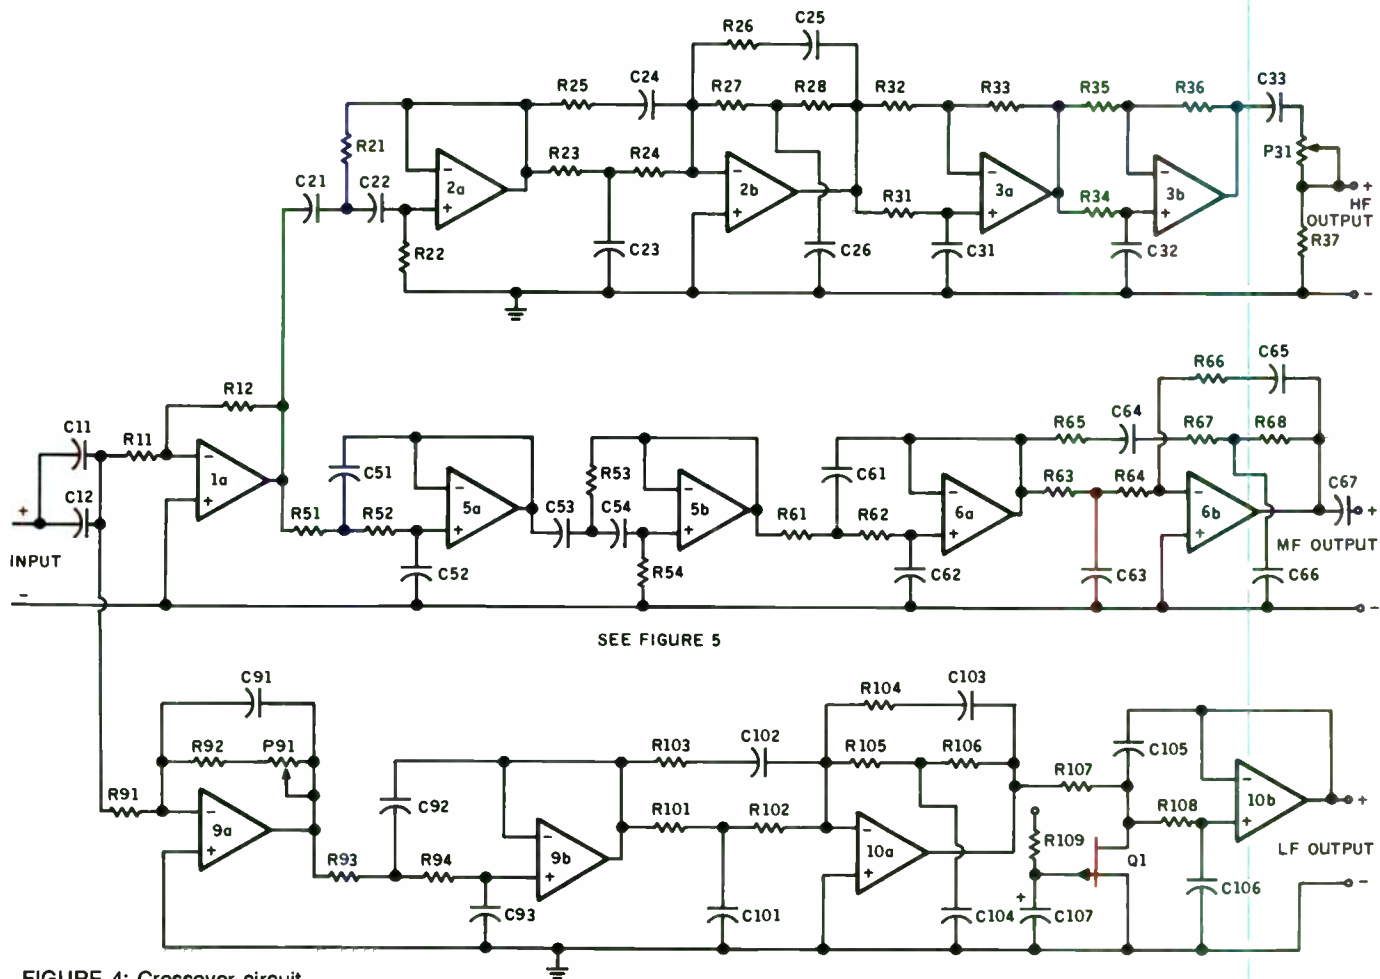 R26
C25
R25
C24
R27
R28
R32
R33
R35
R36
C33
R21
2a
R23
R24
2b
3a
3b
P31
C21
C22
R31
R34
+
HF
OUTPUT
R22
C23
C26
C31
C32
R37
-
R12
C11
R11
1a
C12
+
INPUT
-
C51
5a
R51
R52
C52
C53
R53
C54
5b
R54
C61
6a
R61
R62
C62
R65
C64
R63
R64
C63
R66
C65
R67
R68
6b
C67
+
MF OUTPUT
C66
-
SEE FIGURE 5
C91
R92
P91
R91
9a
C92
R93
R94
9b
C93
R103
C102
R101
R102
C101
R104
C103
R105
R106
10a
C104
R107
R109
+
C107
Q1
C105
R108
10b
+
LF OUTPUT
-
C106
FIGURE 4: Crossover circuit